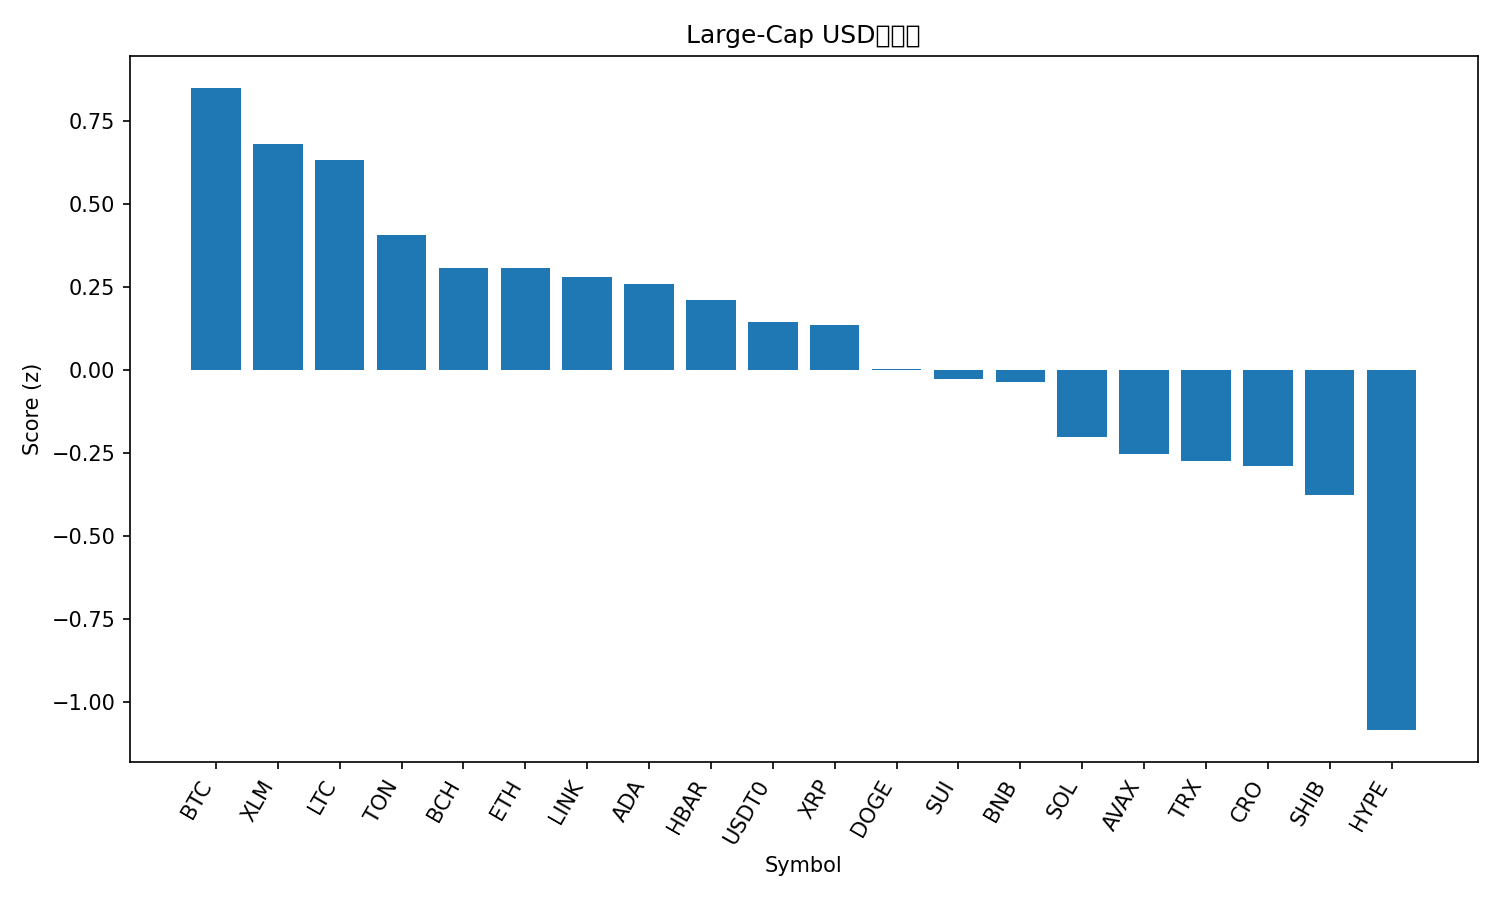 Large-Cap USD
0.75
0.50
0.25
0.00
−0.25
−0.50
−0.75
−1.00
Score (z)
BTC
XLM
LTC
TON
BCH
ETH
LINK
ADA
HBAR
USDT0
XRP
DOGE
SUI
BNB
SOL
AVAX
TRX
CRO
SHIB
HYPE
Symbol